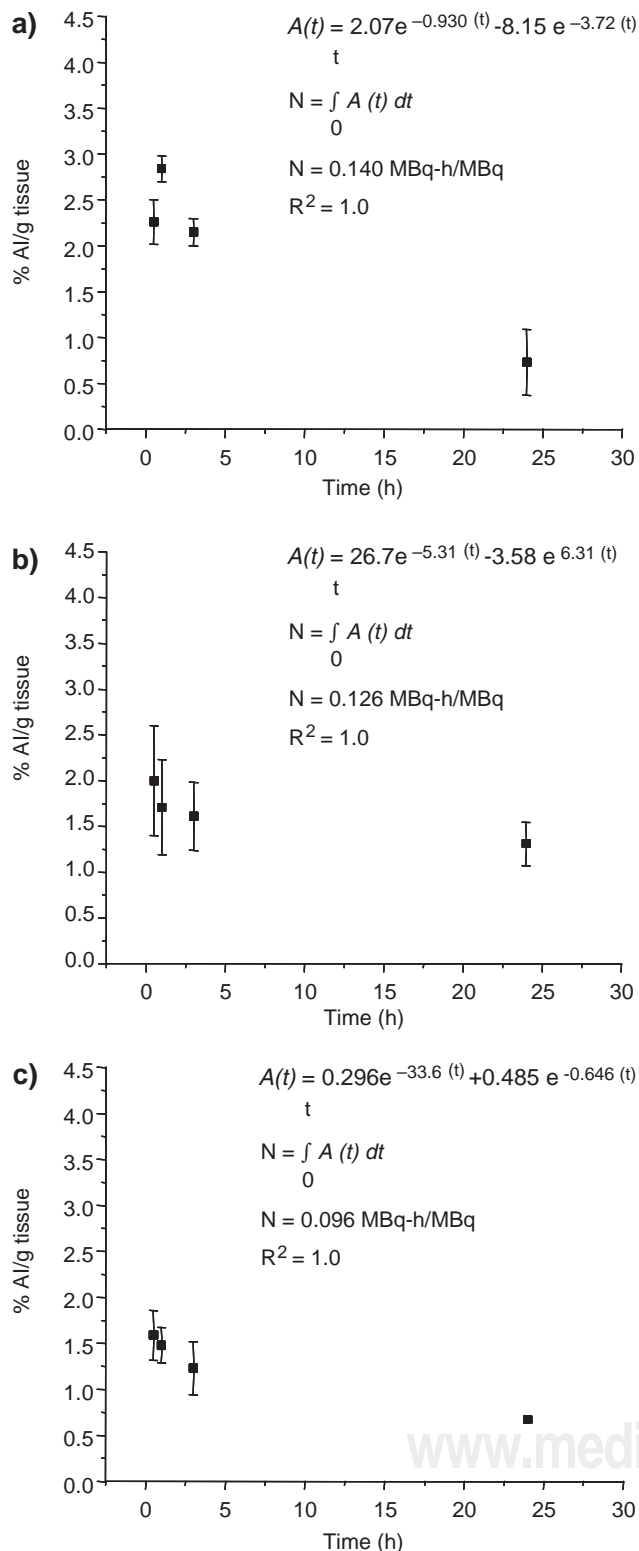 a)
A(t) = 2.07e –0.930 (t) -8.15 e –3.72 (t)
t
N = ∫ A (t) dt
0
N = 0.140 MBq-h/MBq
R2 = 1.0
% AI/g tissue
4.5
4.0
3.5
3.0
2.5
2.0
1.5
1.0
0.5
0.0
0 5 10 15 20 25 30
Time (h)
b)
A(t) = 26.7e –5.31 (t) -3.58 e 6.31 (t)
t
N = ∫ A (t) dt
0
N = 0.126 MBq-h/MBq
R2 = 1.0
% AI/g tissue
4.5
4.0
3.5
3.0
2.5
2.0
1.5
1.0
0.5
0.0
0 5 10 15 20 25 30
Time (h)
c)
A(t) = 0.296e –33.6 (t) +0.485 e -0.646 (t)
t
N = ∫ A (t) dt
0
N = 0.096 MBq-h/MBq
R2 = 1.0
% AI/g tissue
4.5
4.0
3.5
3.0
2.5
2.0
1.5
1.0
0.5
0.0
www.medi
0 5 10 15 20 25 30
Time (h)